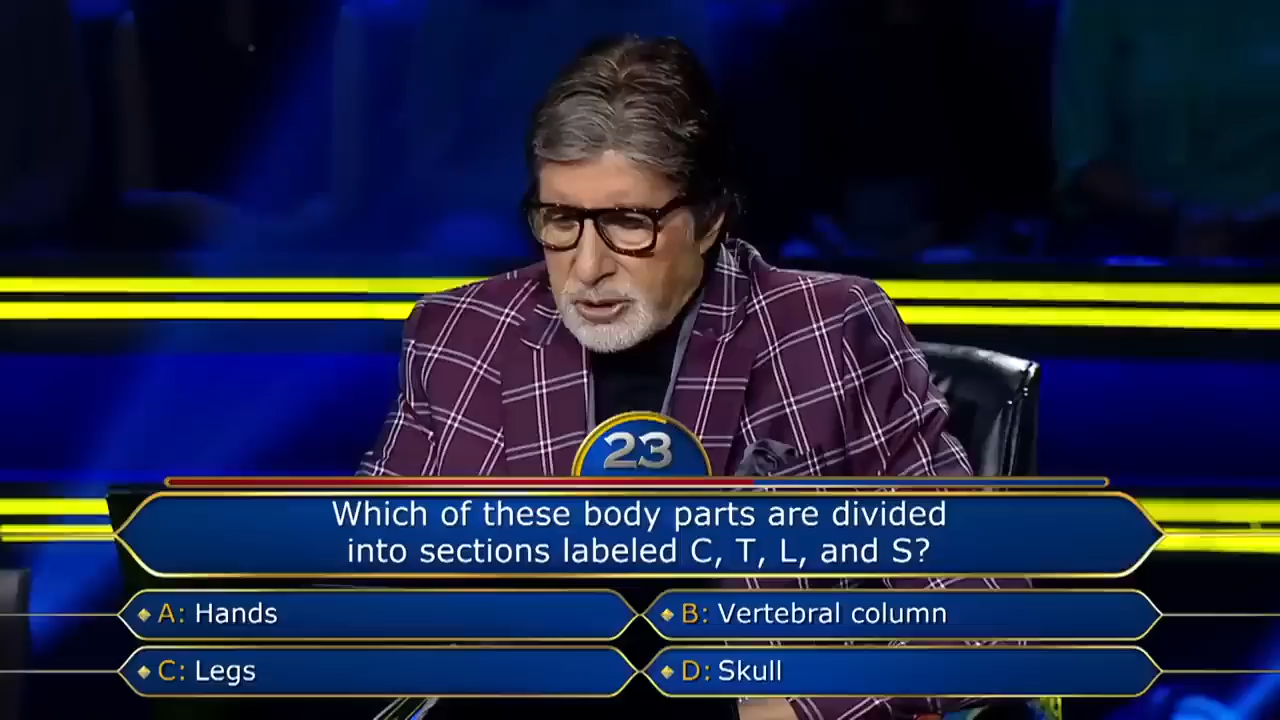 23
Which of these body parts are divided
into sections labeled C, T, L, and S?
A: Hands
B: Vertebral column
C: Legs
D: Skull